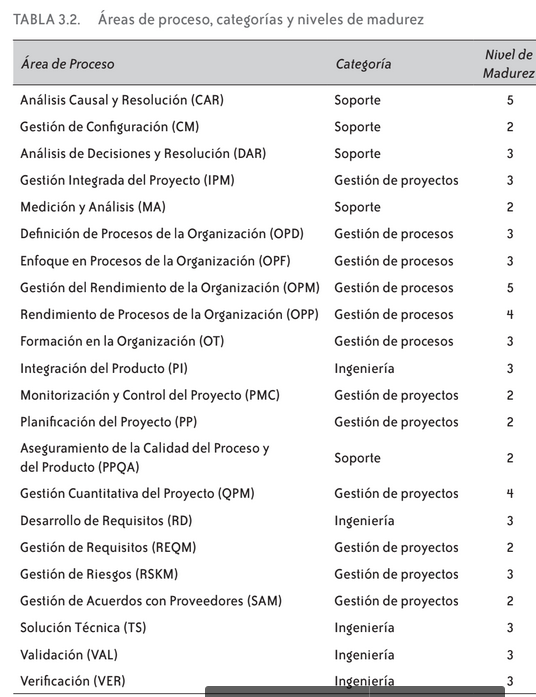 TABLA 3.2. Áreas de proceso, categorías y niveles de madurez
Área de Proceso Categoría Nivel de Madurez
Análisis Causal y Resolución (CAR) Soporte 5
Gestión de Configuración (CM) Soporte 2
Análisis de Decisiones y Resolución (DAR) Soporte 3
Gestión Integrada del Proyecto (IPM) Gestión de proyectos 3
Medición y Análisis (MA) Soporte 2
Definición de Procesos de la Organización (OPD) Gestión de procesos 3
Enfoque en Procesos de la Organización (OPF) Gestión de procesos 3
Gestión del Rendimiento de la Organización (OPM) Gestión de procesos 5
Rendimiento de Procesos de la Organización (OPP) Gestión de procesos 4
Formación en la Organización (OT) Gestión de procesos 3
Integración del Producto (PI) Ingeniería 3
Monitorización y Control del Proyecto (PMC) Gestión de proyectos 2
Planificación del Proyecto (PP) Gestión de proyectos 2
Aseguramiento de la Calidad del Proceso y
del Producto (PPQA) Soporte 2
Gestión Cuantitativa del Proyecto (QPM) Gestión de proyectos 4
Desarrollo de Requisitos (RD) Ingeniería 3
Gestión de Requisitos (REQM) Gestión de proyectos 2
Gestión de Riesgos (RSKM) Gestión de proyectos 3
Gestión de Acuerdos con Proveedores (SAM) Gestión de proyectos 2
Solución Técnica (TS) Ingeniería 3
Validación (VAL) Ingeniería 3
Verificación (VER) Ingeniería 3